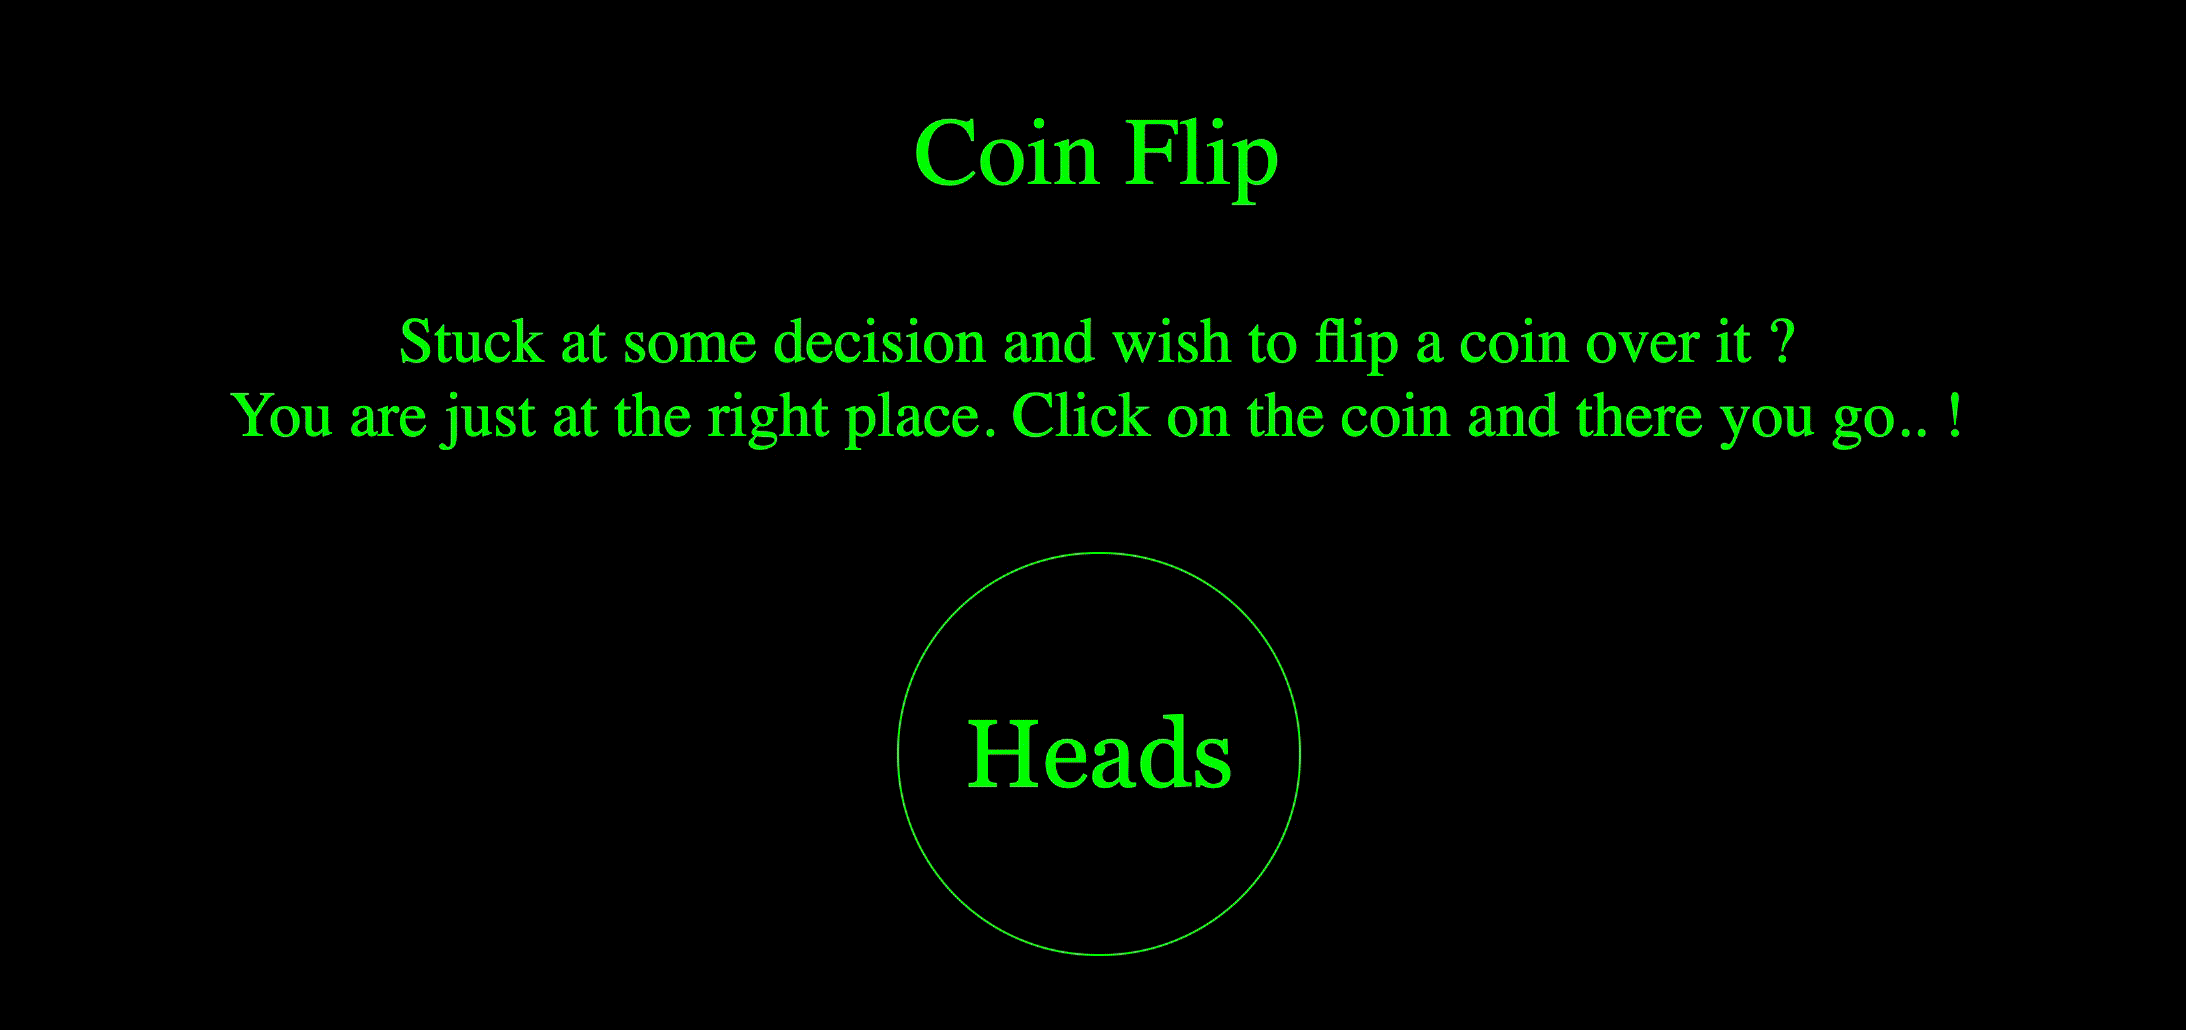 Coin Flip
Stuck at some decision and wish to flip a coin over it ?
You are just at the right place. Click on the coin and there you go.. !
Heads